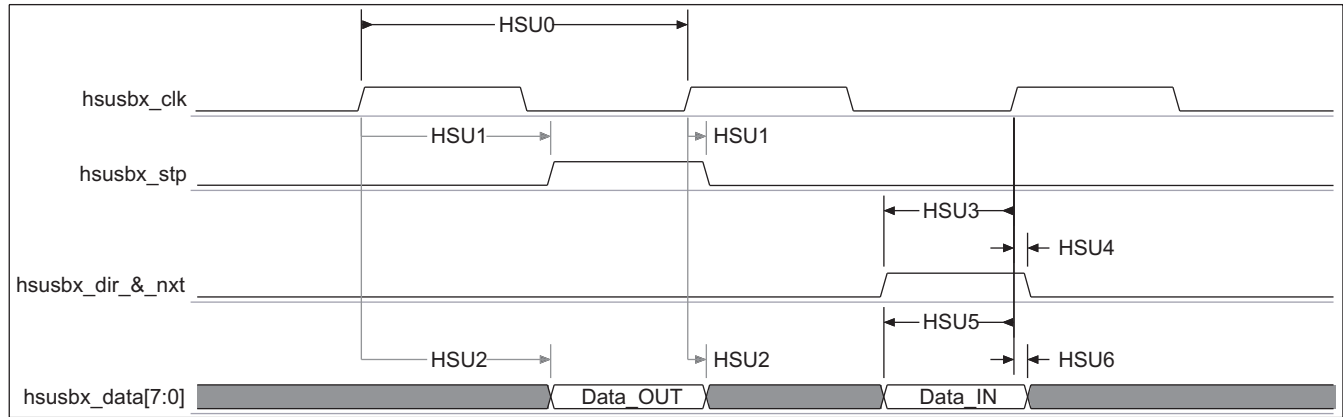 HSU0
hsusbx_clk
HSU1 HSU1
hsusbx_stp
HSU3
HSU4
hsusbx_dir_&_nxt
HSU5
HSU2 HSU2 HSU6
hsusbx_data[7:0] Data_OUT Data_IN